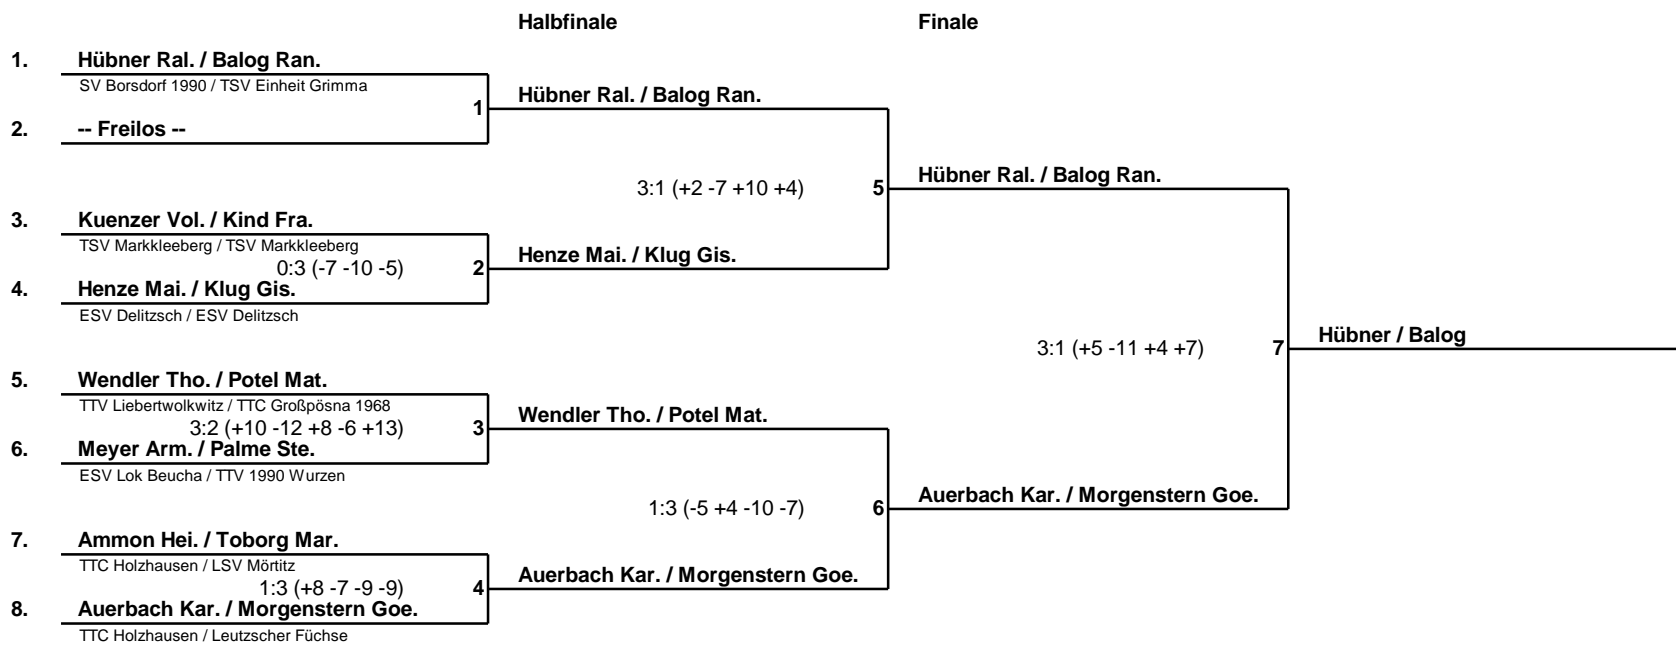 Halbfinale
Finale
1. Hübner Ral. / Balog Ran.
SV Borsdorf 1990 / TSV Einheit Grimma
1
Hübner Ral. / Balog Ran.
2. -- Freilos --
3:1 (+2 -7 +10 +4) 5
Hübner Ral. / Balog Ran.
3. Kuenzer Vol. / Kind Fra.
TSV Markkleeberg / TSV Markkleeberg
0:3 (-7 -10 -5) 2
Henze Mai. / Klug Gis.
4. Henze Mai. / Klug Gis.
ESV Delitzsch / ESV Delitzsch
3:1 (+5 -11 +4 +7) 7
Hübner / Balog
5. Wendler Tho. / Potel Mat.
TTV Liebertwolkwitz / TTC Großpösna 1968
3:2 (+10 -12 +8 -6 +13) 3
Wendler Tho. / Potel Mat.
6. Meyer Arm. / Palme Ste.
ESV Lok Beucha / TTV 1990 Wurzen
1:3 (-5 +4 -10 -7) 6
Auerbach Kar. / Morgenstern Goe.
7. Ammon Hei. / Toborg Mar.
TTC Holzhausen / LSV Mörtitz
1:3 (+8 -7 -9 -9) 4
Auerbach Kar. / Morgenstern Goe.
8. Auerbach Kar. / Morgenstern Goe.
TTC Holzhausen / Leutzscher Füchse